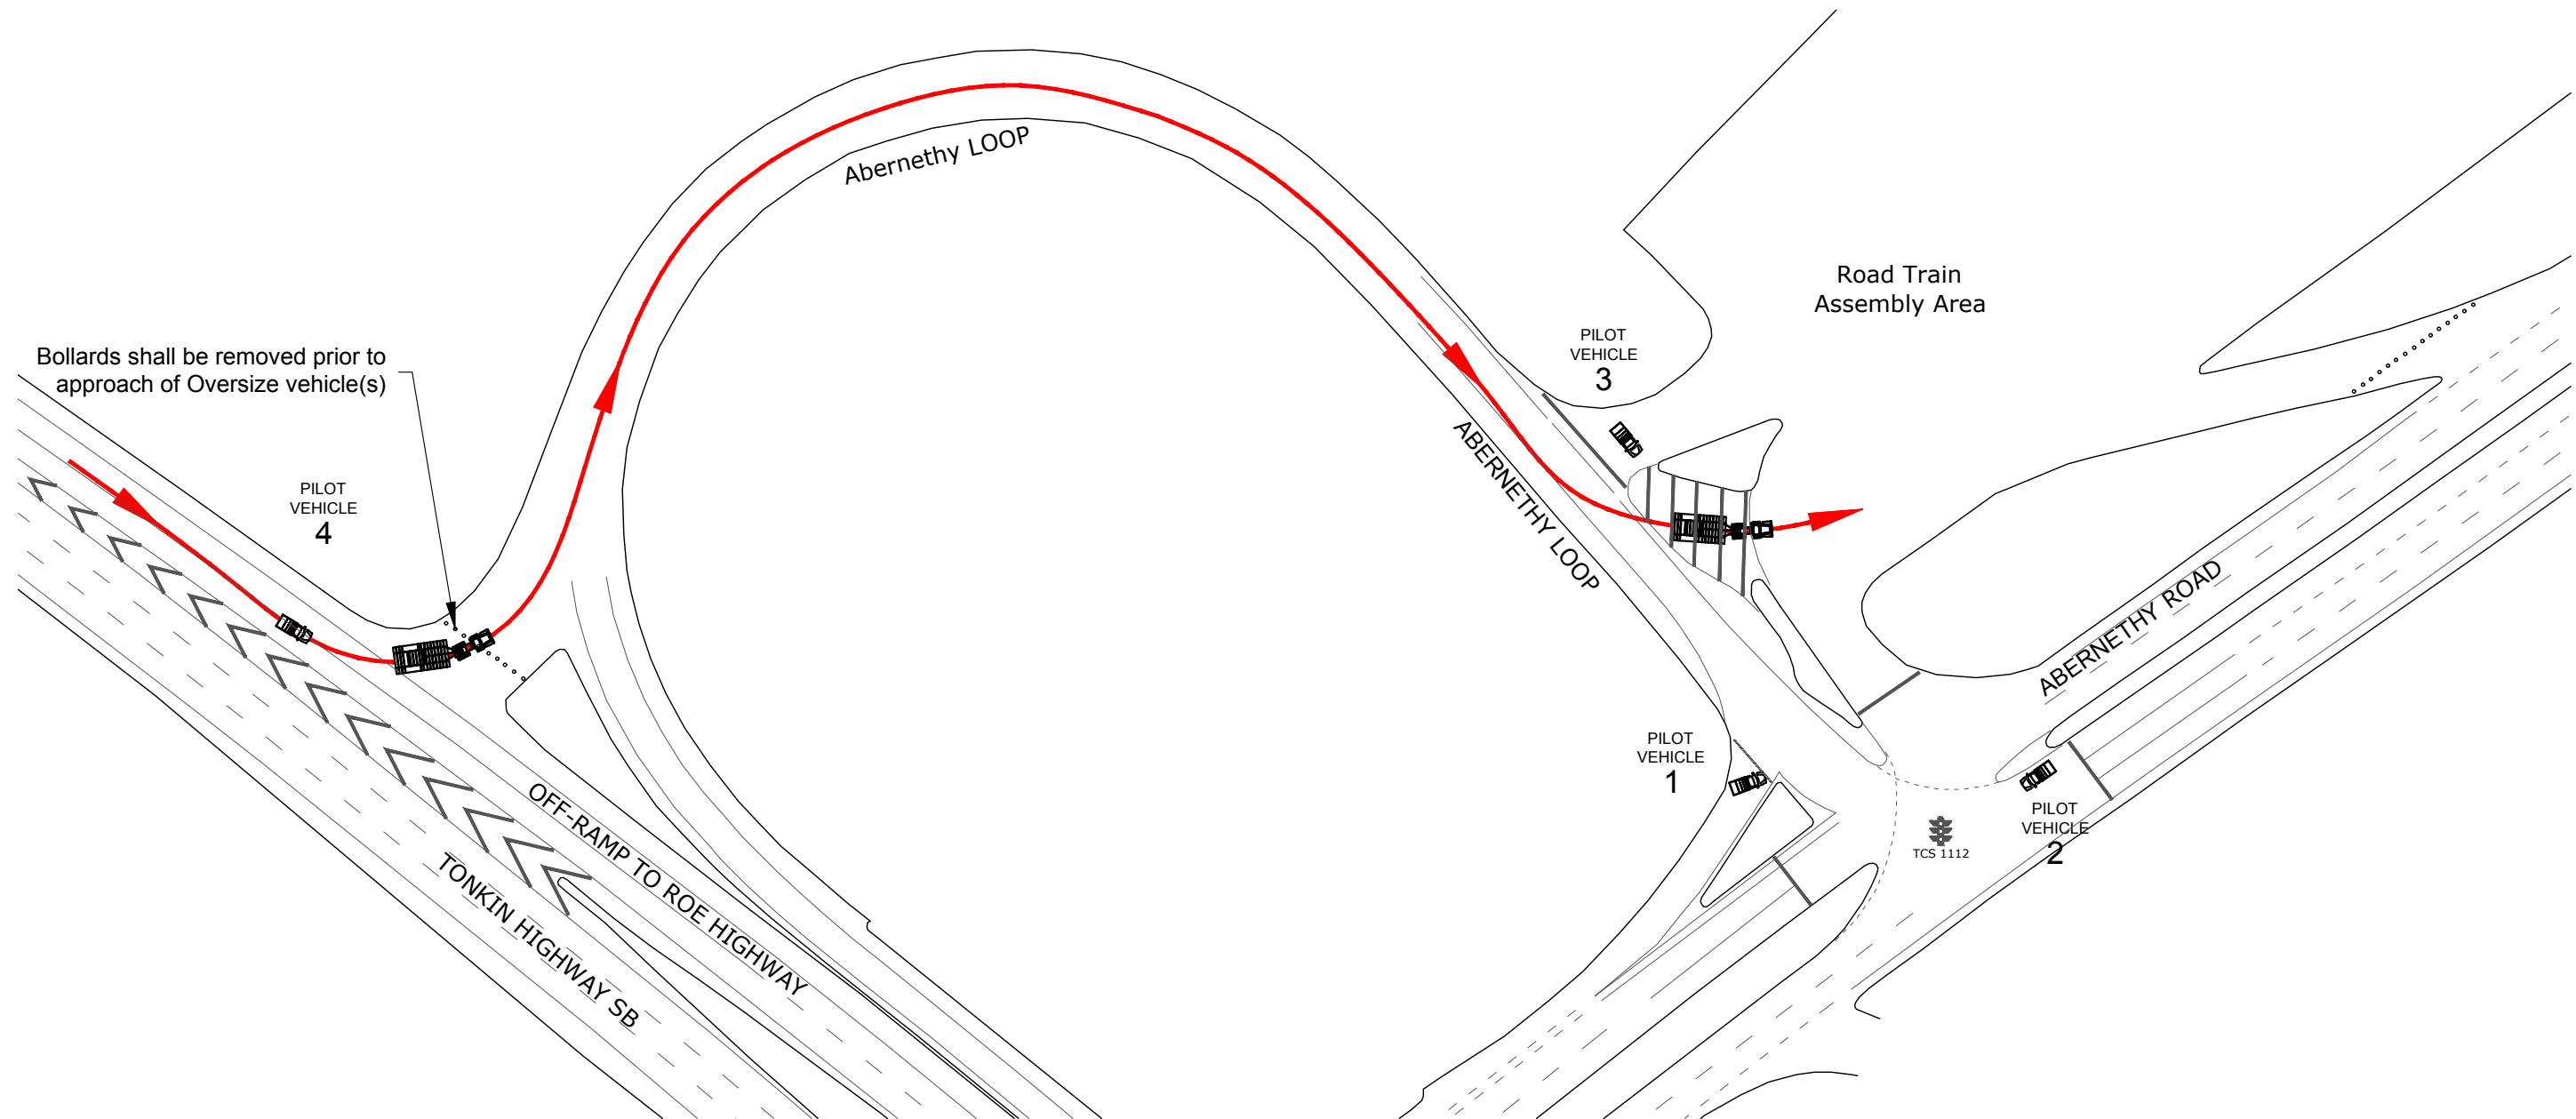 Abernethy LOOP
Road Train
Assembly Area
PILOT
VEHICLE
3
Bollards shall be removed prior to
approach of Oversize vehicle(s)
PILOT
VEHICLE
4
ABERNETHY LOOP
ABERNETHY ROAD
PILOT
VEHICLE
1
PILOT
VEHICLE
2
TCS 1112
OFF-RAMP TO ROE HIGHWAY
TONKIN HIGHWAY SB